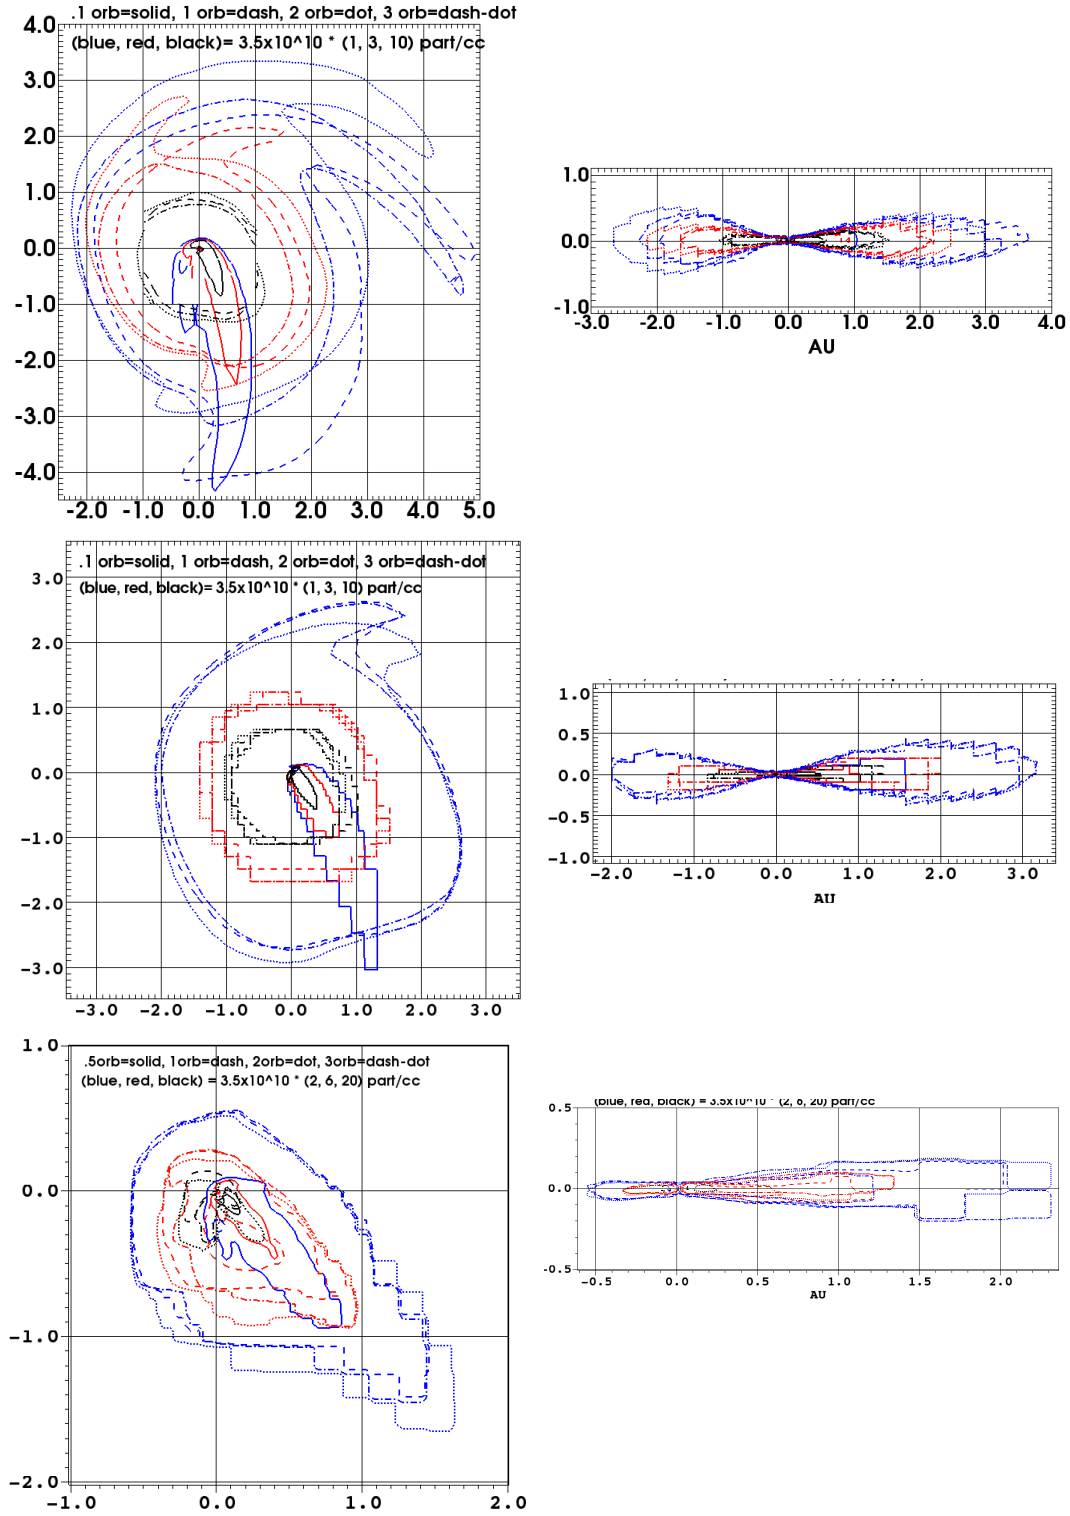 .1 orb=solid, 1 orb=dash, 2 orb=dot, 3 orb=dash-dot
(blue, red, black)= 3.5x10^10 * (1, 3, 10) part/cc
4.0
3.0
2.0
1.0
0.0
-1.0
-2.0
-3.0
-4.0
-2.0 -1.0 0.0 1.0 2.0 3.0 4.0 5.0
1.0
0.0
-1.0
-3.0 -2.0 -1.0 0.0 1.0 2.0 3.0 4.0
AU
.1 orb=solid, 1 orb=dash, 2 orb=dot, 3 orb=dash-dot
(blue, red, black)= 3.5x10^10 * (1, 3, 10) part/cc
3.0
2.0
1.0
0.0
-1.0
-2.0
-3.0
-3.0 -2.0 -1.0 0.0 1.0 2.0 3.0
1.0
0.5
0.0
-0.5
-1.0
-2.0 -1.0 0.0 1.0 2.0 3.0
AU
.5orb=solid, 1orb=dash, 2orb=dot, 3orb=dash-dot
(blue, red, black) = 3.5x10^10 * (2, 6, 20) part/cc
1.0
0.0
-1.0
-2.0
-1.0 0.0 1.0 2.0
(blue, red, black) = 3.5x10^10 * (2, 6, 20) part/cc
0.5
0.0
-0.5
-0.5 0.0 0.5 1.0 1.5 2.0
AU